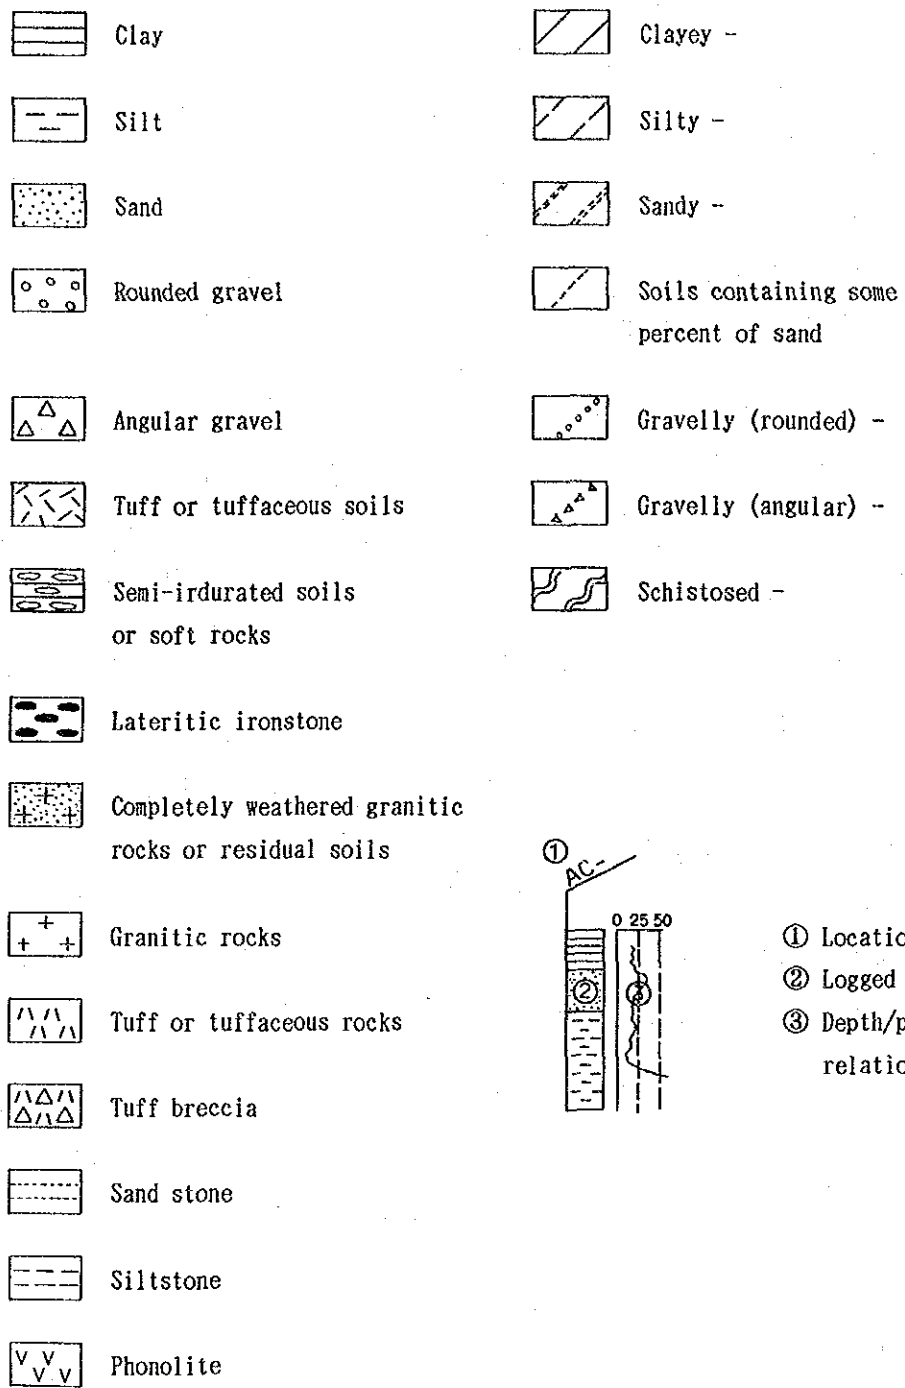 Clay
Silt
Sand
Rounded gravel
Angular gravel
Tuff or tuffaceous soils
Semi-irdurated soils
or soft rocks
Lateritic ironstone
Completely weathered granitic
rocks or residual soils
Granitic rocks
Tuff or tuffaceous rocks
Tuff breccia
Sand stone
Siltstone
Phonolite
Clayey -
Silty -
Sandy -
Soils containing some
percent of sand
Gravelly (rounded) -
Gravelly (angular) -
Schistosed -
①
AC-
0 25 50
②
③
① Locatio
② Logged
③ Depth/p
relatio